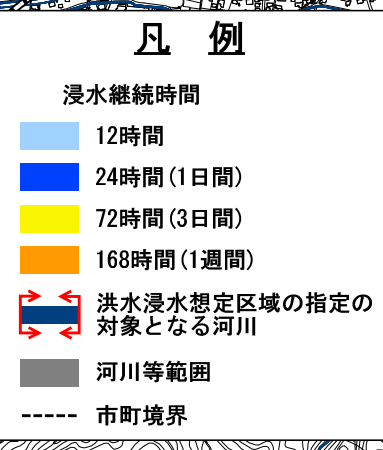 凡 例
浸水継続時間
12時間
24時間(1日間)
72時間(3日間)
168時間(1週間)
洪水浸水想定区域の指定の
対象となる河川
河川等範囲
市町境界